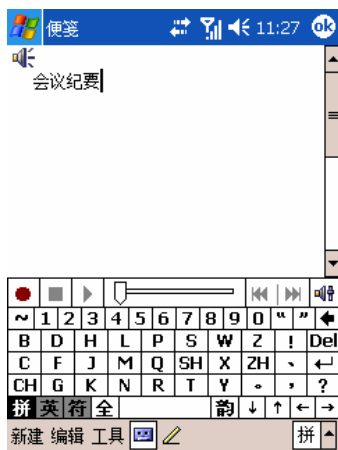 便笺 11:27 ok
会议纪要
~ 1 2 3 4 5 6 7 8 9 0 “ ”
B D H L P S W Z ! Del
C F J M Q SH X ZH 、
CH G K N R T Y 。 ， ?
拼 英 符 全 韵 ↓ ↑ ← →
新建 编辑 工具 拼